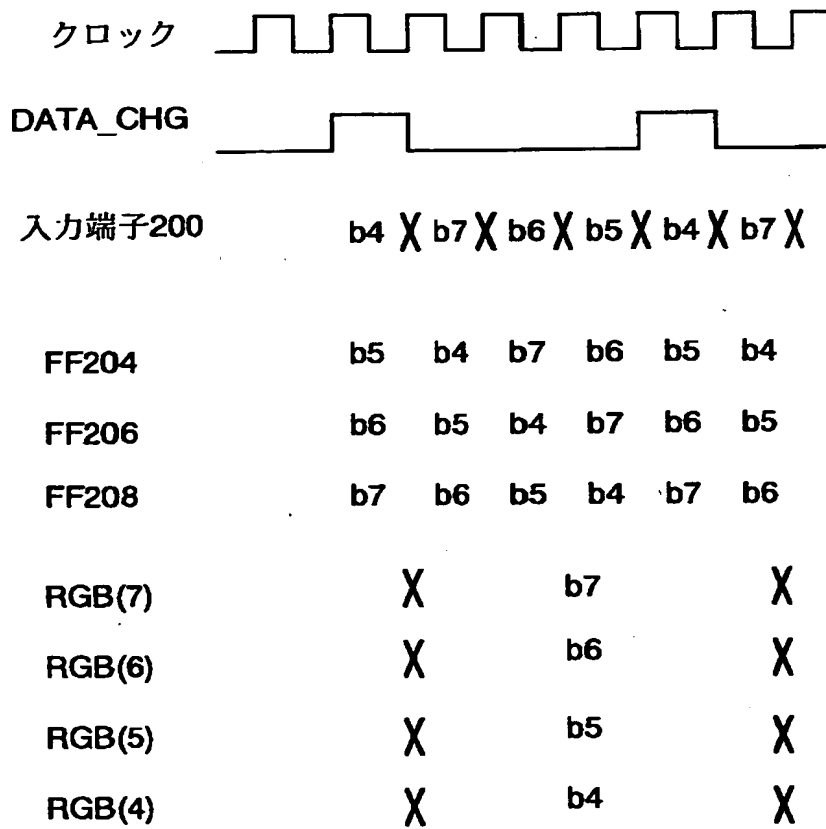 クロック
DATA_CHG
入力端子200 b4 X b7 X b6 X b5 X b4 X b7 X
FF204 b5 b4 b7 b6 b5 b4
FF206 b6 b5 b4 b7 b6 b5
FF208 b7 b6 b5 b4 b7 b6
RGB(7) X b7 X
RGB(6) X b6 X
RGB(5) X b5 X
RGB(4) X b4 X